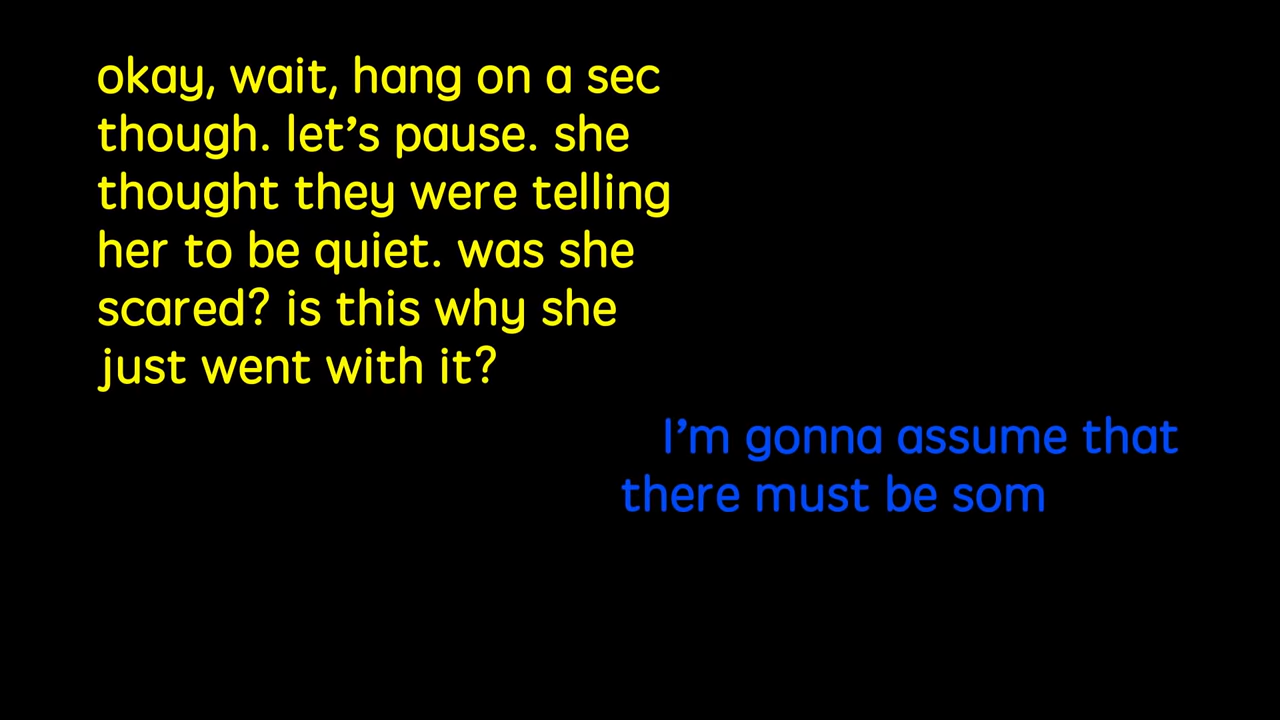 okay, wait, hang on a sec
though. let’s pause. she
thought they were telling
her to be quiet. was she
scared? is this why she
just went with it?
I’m gonna assume that
there must be som